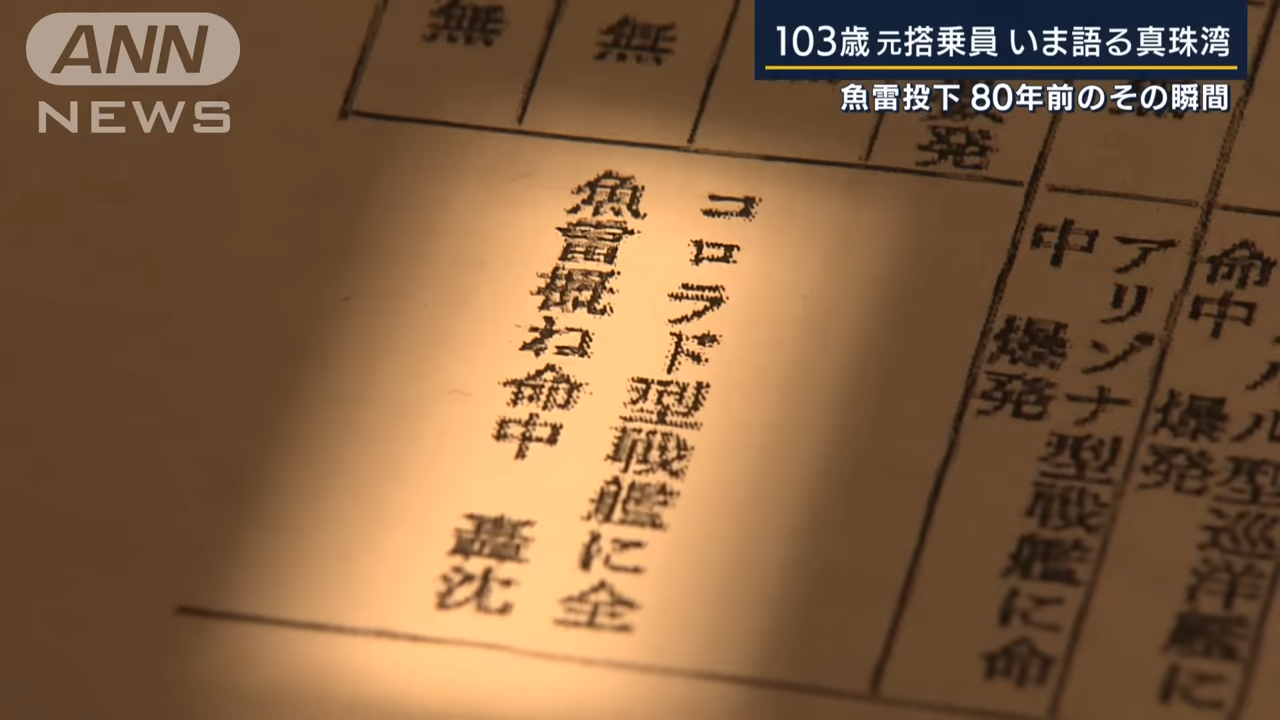 ANN
NEWS
103歳 元搭乗員 いま語る真珠湾
魚雷投下 80年前のその瞬間
型巡洋艦に
命中 爆発
アリゾナ型戦艦に命
中 爆発
発
無
無
コロラド型戦艦に全
魚雷概ね命中 轟沈